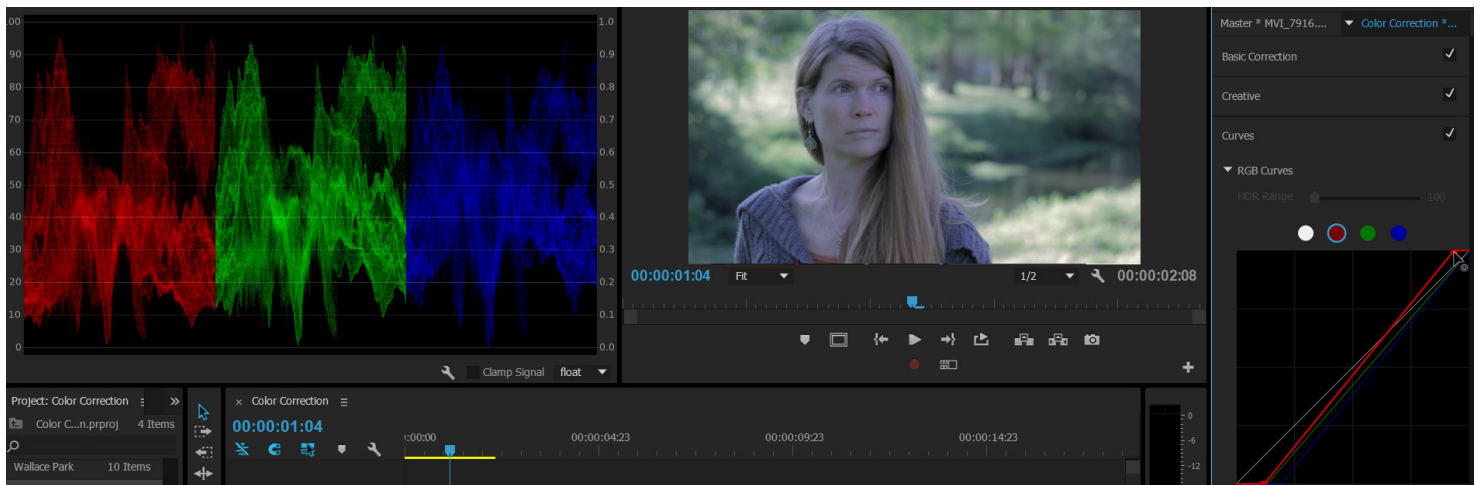 100
90
80
70
60
50
40
30
20
10
0
1.0
0.9
0.8
0.7
0.6
0.5
0.4
0.3
0.2
0.1
0.0
Clamp Signal float
00:00:01:04 Fit 1/2 00:00:02:08
Master * MVI_7916.... Color Correction *...
Basic Correction
Creative
Curves
RGB Curves
HDR Range 100
Project: Color Correction
Color C...n.prproj 4 Items
Wallace Park 10 Items
× Color Correction
00:00:01:04
:00:00 00:00:04:23 00:00:09:23 00:00:14:23
0
-6
-12